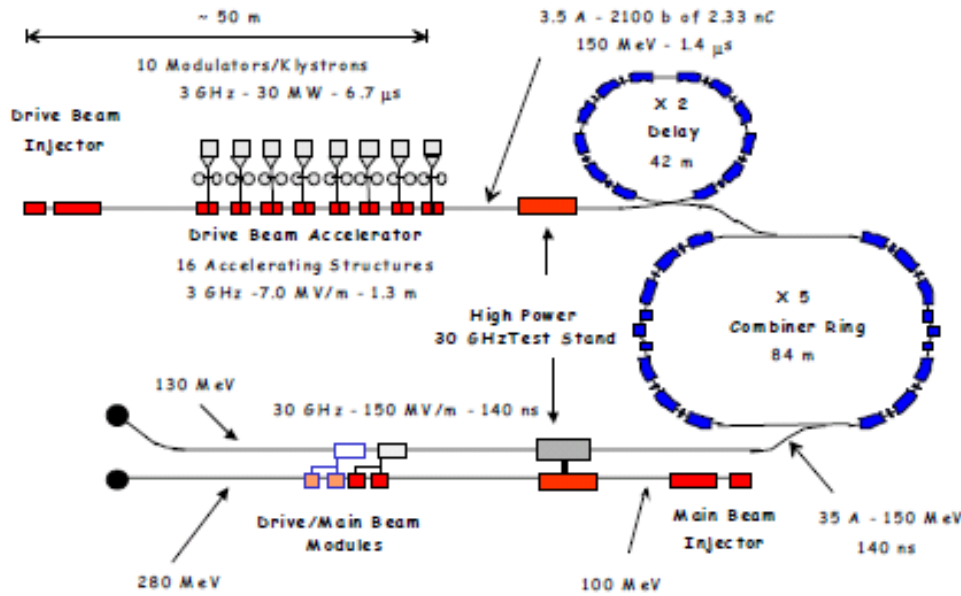 ~ 50 m
3.5 A - 2100 b of 2.33 nC
150 MeV - 1.4 μs
10 Modulators/Klystrons
3 GHz - 30 MW - 6.7 μs
Drive Beam
Injector
X 2
Delay
42 m
Drive Beam Accelerator
16 Accelerating Structures
3 GHz -7.0 MV/m - 1.3 m
High Power
30 GHzTest Stand
X 5
Combiner Ring
84 m
130 MeV
30 GHz - 150 MV/m - 140 ns
Drive/Main Beam
Modules
Main Beam
Injector
35 A - 150 MeV
140 ns
280 MeV
100 MeV